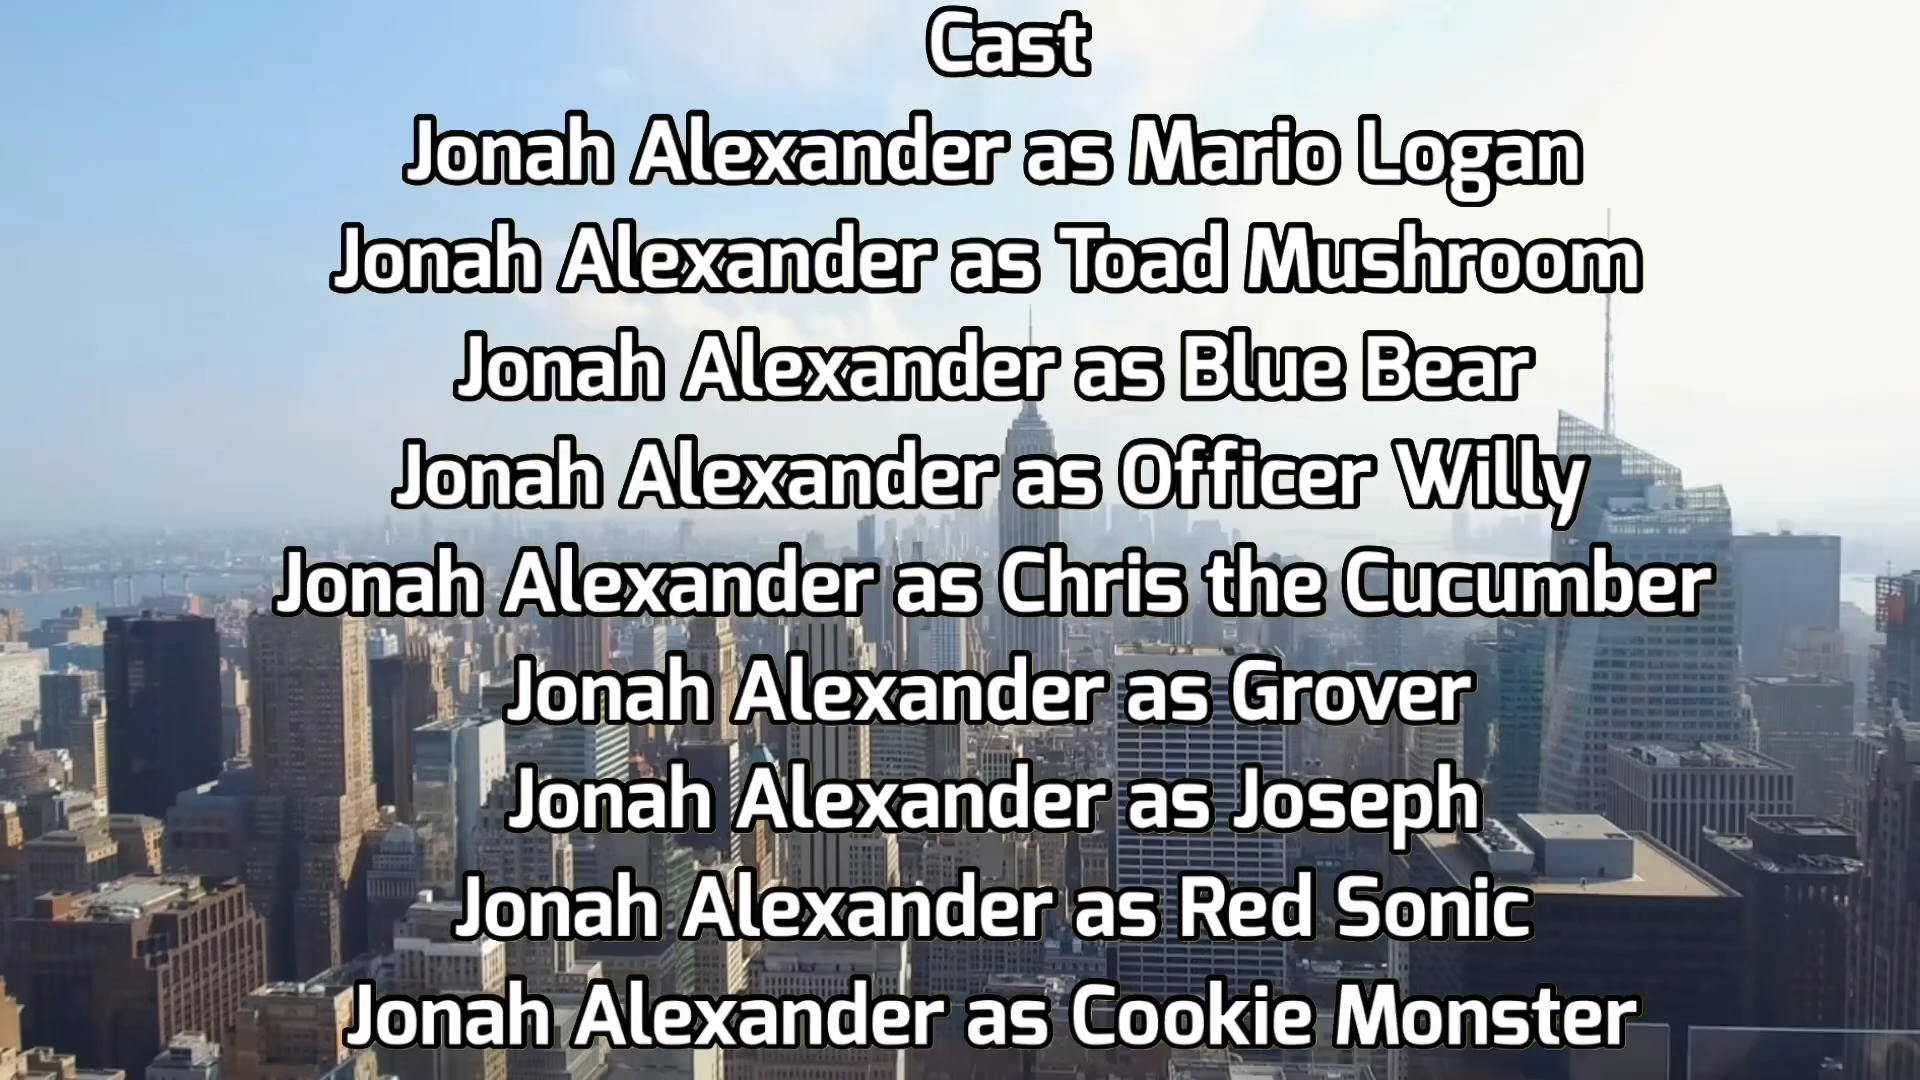 Cast
Jonah Alexander as Mario Logan
Jonah Alexander as Toad Mushroom
Jonah Alexander as Blue Bear
Jonah Alexander as Officer Willy
Jonah Alexander as Chris the Cucumber
Jonah Alexander as Grover
Jonah Alexander as Joseph
Jonah Alexander as Red Sonic
Jonah Alexander as Cookie Monster